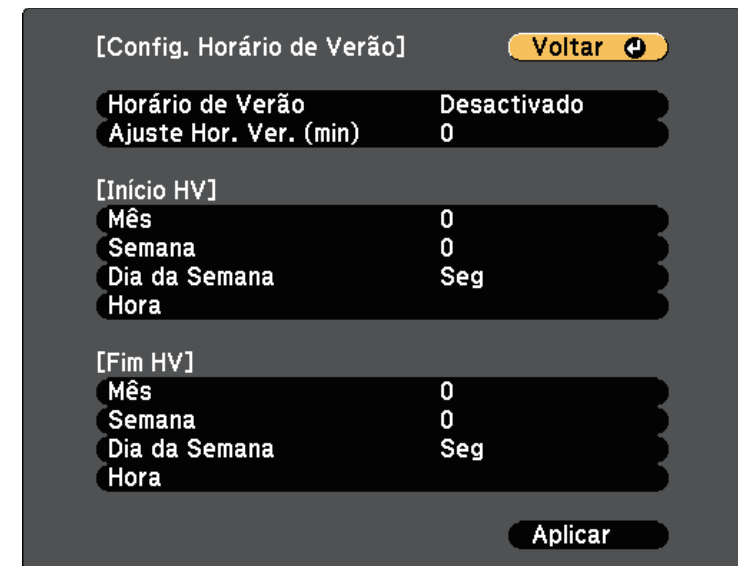 [Config. Horário de Verão] Voltar
Horário de Verão Desactivado
Ajuste Hor. Ver. (min) 0
[Início HV]
Mês 0
Semana 0
Dia da Semana Seg
Hora
[Fim HV]
Mês 0
Semana 0
Dia da Semana Seg
Hora
Aplicar